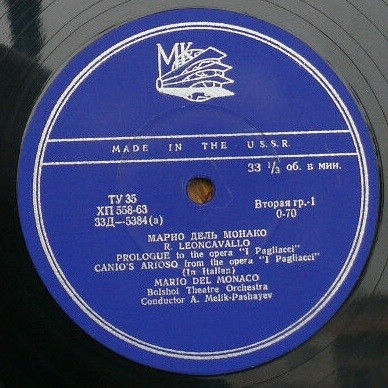 МК
MADE IN THE U.S.S.R.
33 1/3 об. в мин.
ТУ 35
ХП 558-63
33Д—5384(а)
Вторая гр.-1
0-70
МАРИО ДЕЛЬ МОНАКО
R. LEONCAVALLO
PROLOGUE to the opera "I Pagliacci"
CANIO'S ARIOSO from the opera "I Pagliacci"
(In Italian)
MARIO DEL MONACO
Bolshoi Theatre Orchestra
Conductor A. Melik-Pashayev